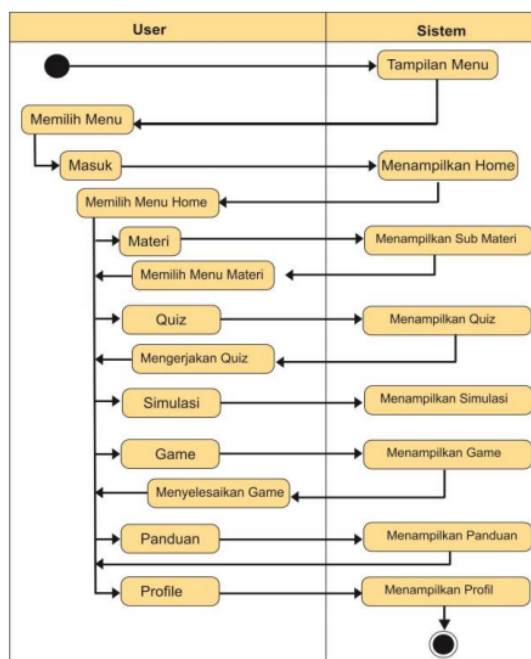 User Sistem
Tampilan Menu
Memilih Menu
Masuk Menampilkan Home
Memilih Menu Home
Materi Menampilkan Sub Materi
Memilih Menu Materi
Quiz Menampilkan Quiz
Mengerjakan Quiz
Simulasi Menampilkan Simulasi
Game Menampilkan Game
Menyelesaikan Game
Panduan Menampilkan Panduan
Profile Menampilkan Profil